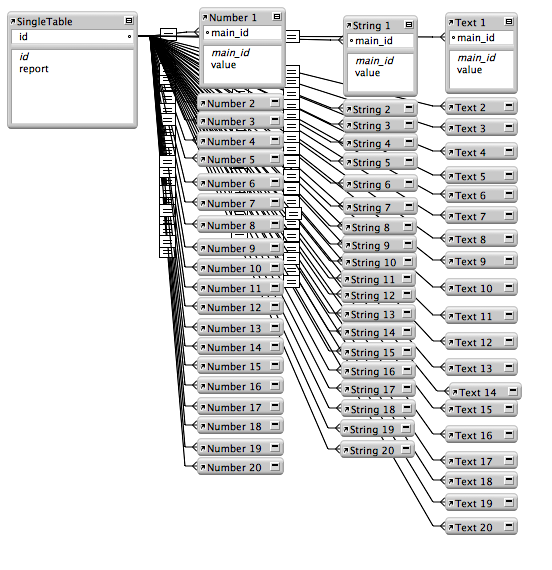 SingleTable
id
id
report
Number 1
main_id
main_id
value
Number 2
Number 3
Number 4
Number 5
Number 6
Number 7
Number 8
Number 9
Number 10
Number 11
Number 12
Number 13
Number 14
Number 15
Number 16
Number 17
Number 18
Number 19
Number 20
String 1
main_id
main_id
value
String 2
String 3
String 4
String 5
String 6
String 7
String 8
String 9
String 10
String 11
String 12
String 13
String 14
String 15
String 16
String 17
String 18
String 19
String 20
Text 1
main_id
main_id
value
Text 2
Text 3
Text 4
Text 5
Text 6
Text 7
Text 8
Text 9
Text 10
Text 11
Text 12
Text 13
Text 14
Text 15
Text 16
Text 17
Text 18
Text 19
Text 20